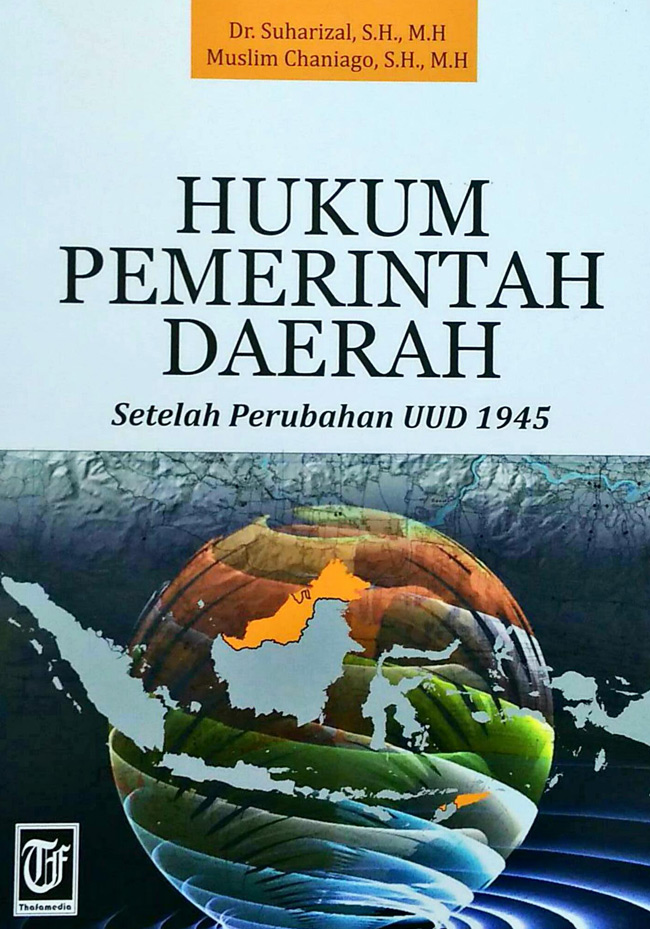 Dr. Suharizal, S.H., M.H
Muslim Chaniago, S.H., M.H
HUKUM
PEMERINTAH
DAERAH
Setelah Perubahan UUD 1945
Tf
Thafamedia